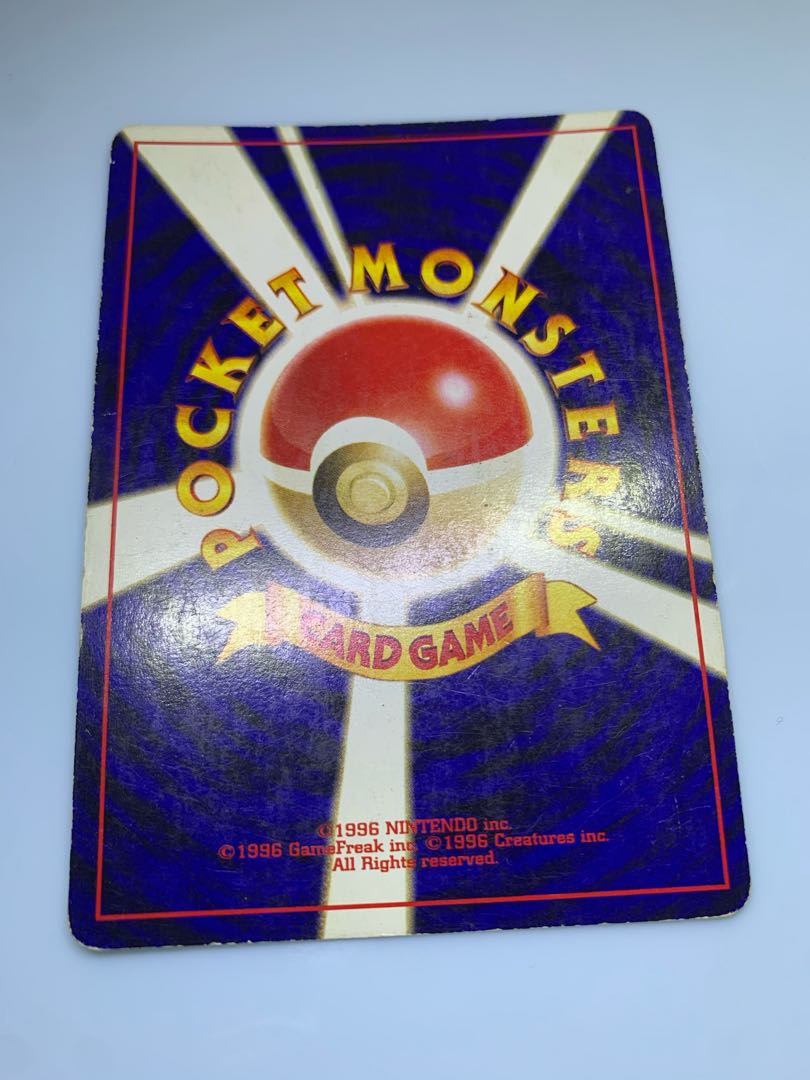 POCKET MONSTERS
CARD GAME
©1996 NINTENDO inc.
©1996 GameFreak inc. ©1996 Creatures inc.
All Rights reserved.